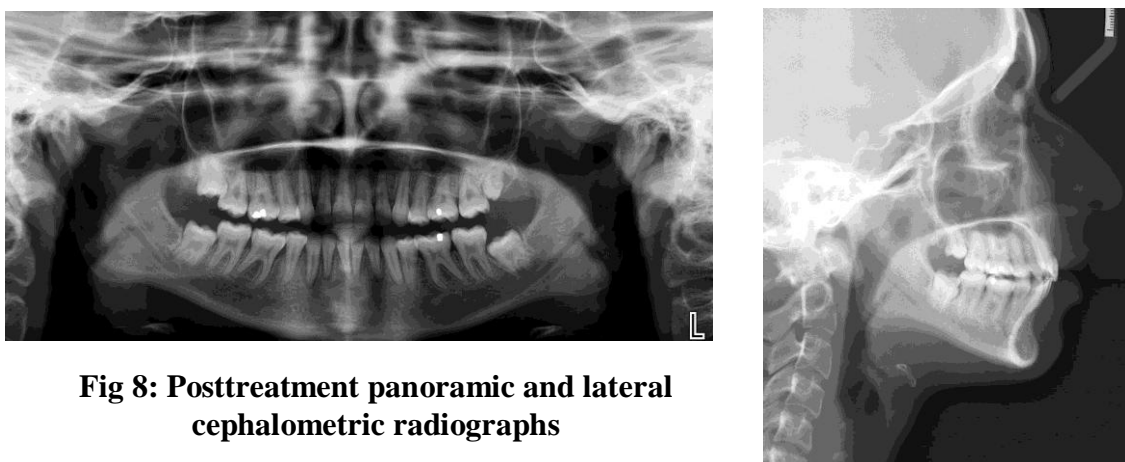 L
Fig 8: Posttreatment panoramic and lateral
cephalometric radiographs